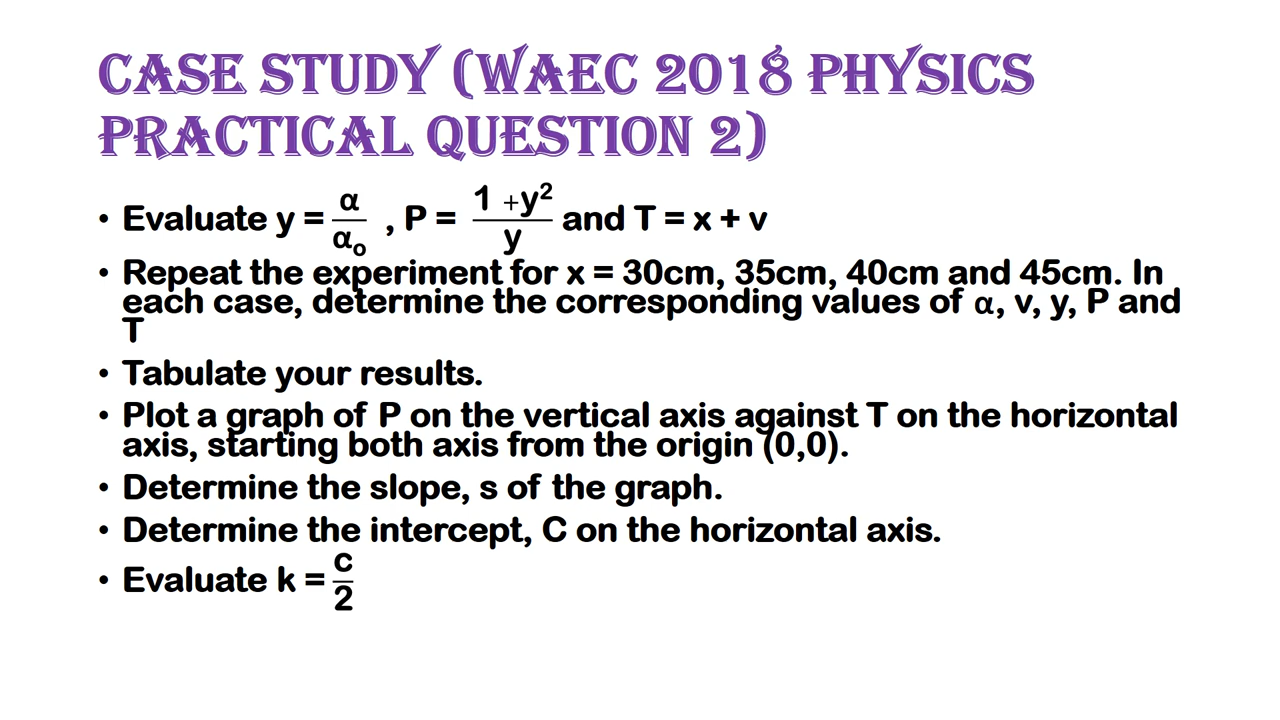 CASE STUDY (WAEC 2018 PHYSICS
PRACTICAL QUESTION 2)
• Evaluate y = α/αₒ , P = (1 +y²)/y and T = x + v
• Repeat the experiment for x = 30cm, 35cm, 40cm and 45cm. In
each case, determine the corresponding values of α, v, y, P and
T
• Tabulate your results.
• Plot a graph of P on the vertical axis against T on the horizontal
axis, starting both axis from the origin (0,0).
• Determine the slope, s of the graph.
• Determine the intercept, C on the horizontal axis.
• Evaluate k = c/2